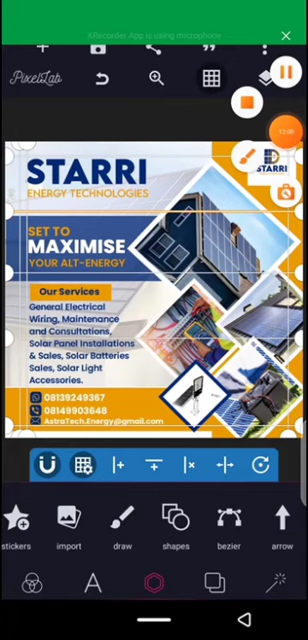 KRecorder App is using microphone
PixelLab
STARRI
ENERGY TECHNOLOGIES
STARRI
SET TO
MAXIMISE
YOUR ALT-ENERGY
Our Services
General Electrical
Wiring, Maintenance
and Consultations,
Solar Panel Installations
& Sales, Solar Batteries
Sales, Solar Light
Accessories.
08139249367
08149903648
AstraTech.Energy@gmail.com
stickers
import
draw
shapes
bezier
arrow